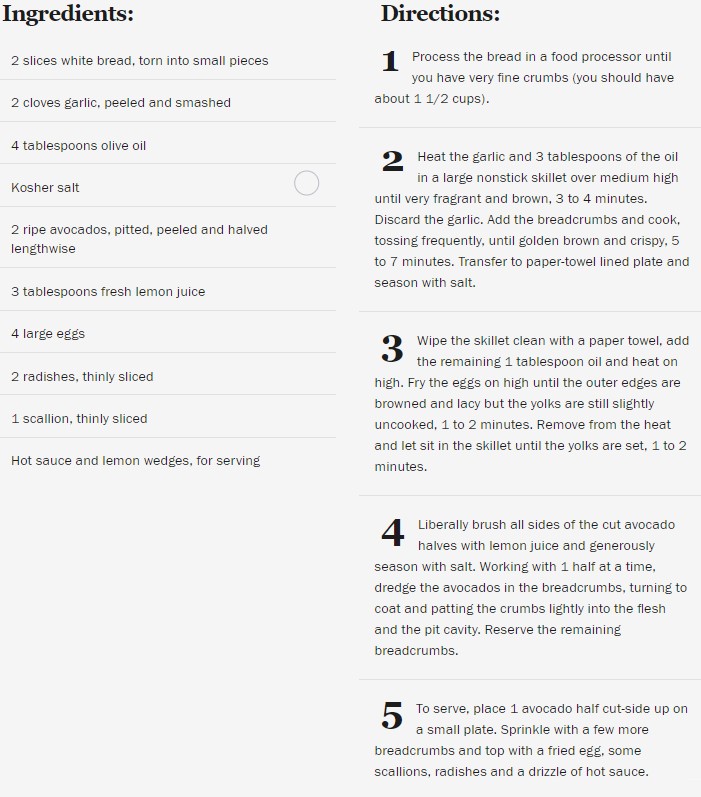 Ingredients:
2 slices white bread, torn into small pieces
2 cloves garlic, peeled and smashed
4 tablespoons olive oil
Kosher salt
2 ripe avocados, pitted, peeled and halved
lengthwise
3 tablespoons fresh lemon juice
4 large eggs
2 radishes, thinly sliced
1 scallion, thinly sliced
Hot sauce and lemon wedges, for serving
Directions:
1 Process the bread in a food processor until
you have very fine crumbs (you should have
about 1 1/2 cups).
2 Heat the garlic and 3 tablespoons of the oil
in a large nonstick skillet over medium high
until very fragrant and brown, 3 to 4 minutes.
Discard the garlic. Add the breadcrumbs and cook,
tossing frequently, until golden brown and crispy, 5
to 7 minutes. Transfer to paper-towel lined plate and
season with salt.
3 Wipe the skillet clean with a paper towel, add
the remaining 1 tablespoon oil and heat on
high. Fry the eggs on high until the outer edges are
browned and lacy but the yolks are still slightly
uncooked, 1 to 2 minutes. Remove from the heat
and let sit in the skillet until the yolks are set, 1 to 2
minutes.
4 Liberally brush all sides of the cut avocado
halves with lemon juice and generously
season with salt. Working with 1 half at a time,
dredge the avocados in the breadcrumbs, turning to
coat and patting the crumbs lightly into the flesh
and the pit cavity. Reserve the remaining
breadcrumbs.
5 To serve, place 1 avocado half cut-side up on
a small plate. Sprinkle with a few more
breadcrumbs and top with a fried egg, some
scallions, radishes and a drizzle of hot sauce.